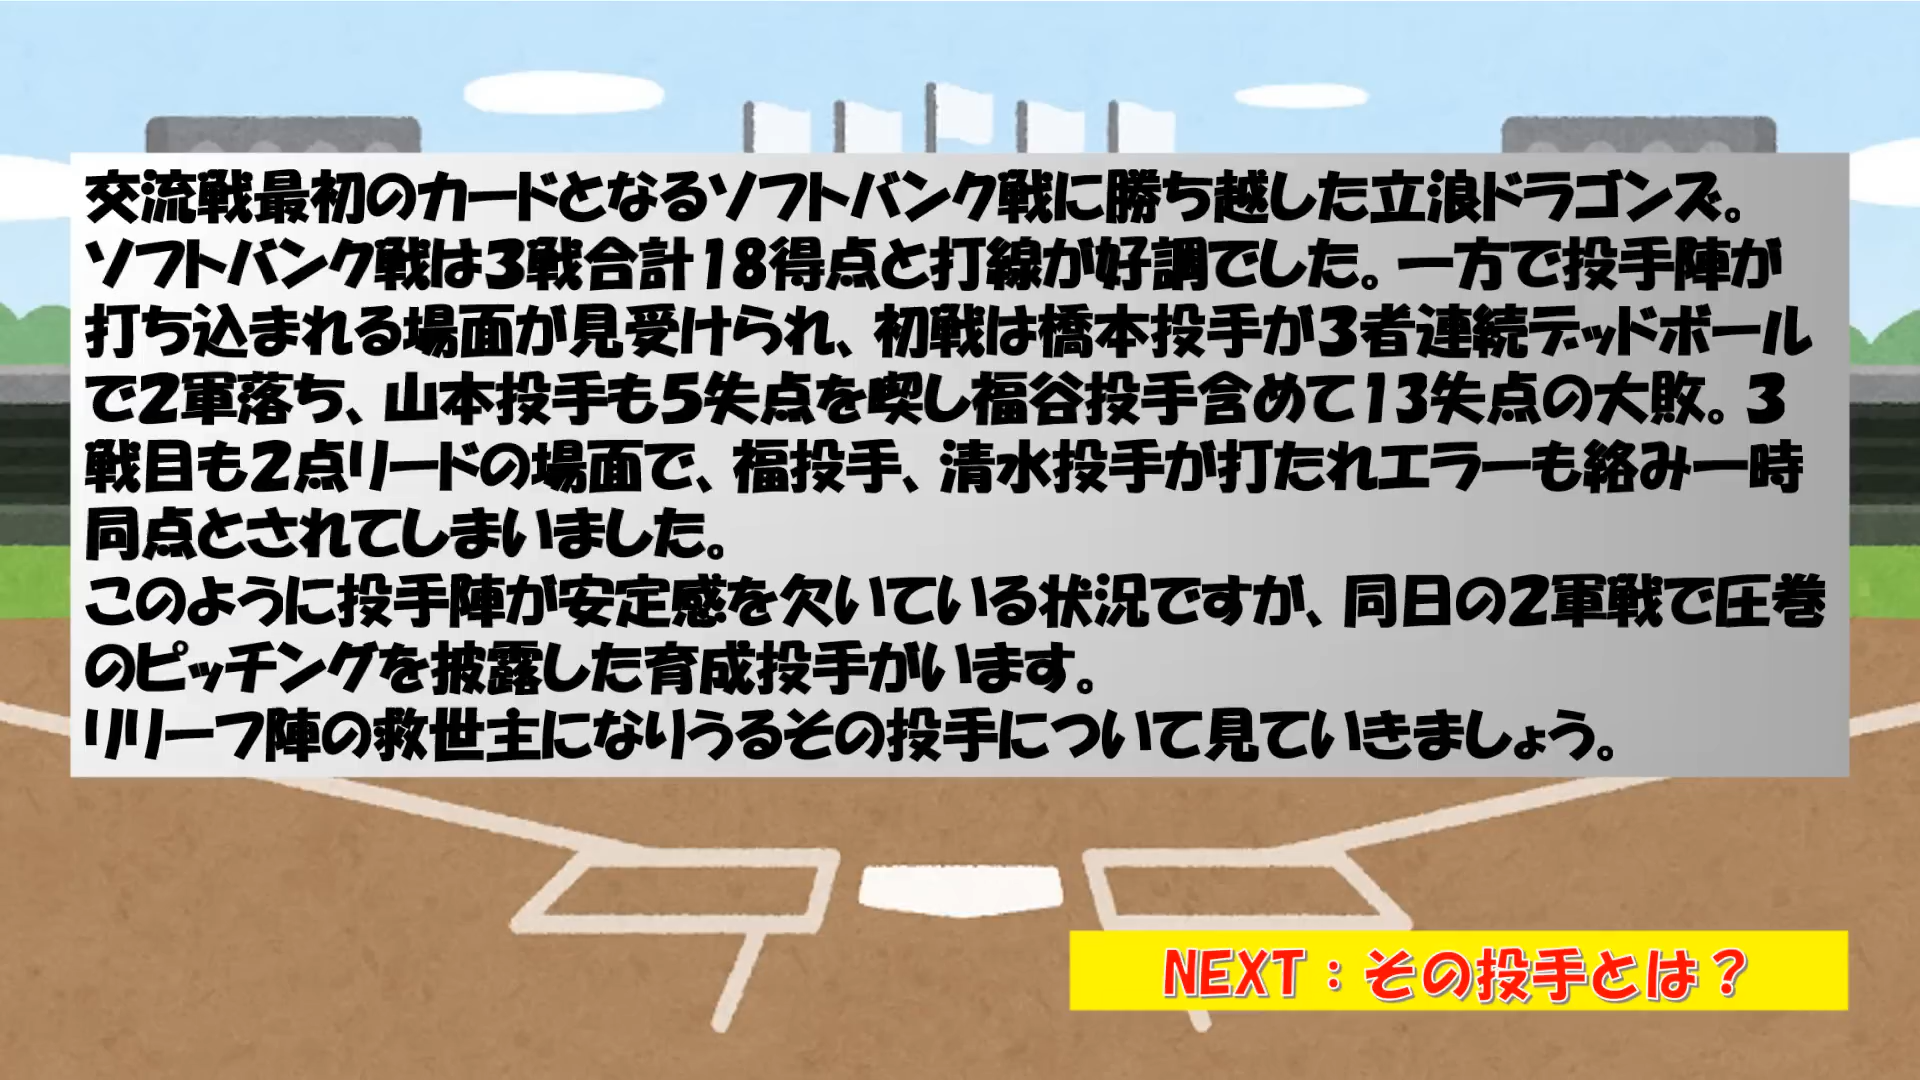 交流戦最初のカードとなるソフトバンク戦に勝ち越した立浪ドラゴンズ。
ソフトバンク戦は3戦合計18得点と打線が好調でした。一方で投手陣が
打ち込まれる場面が見受けられ、初戦は橋本投手が3者連続デッドボール
で2軍落ち、山本投手も5失点を喫し福谷投手含めて13失点の大敗。3
戦目も2点リードの場面で、福投手、清水投手が打たれエラーも絡み一時
同点とされてしまいました。
このように投手陣が安定感を欠いている状況ですが、同日の2軍戦で圧巻
のピッチングを披露した育成投手がいます。
リリーフ陣の救世主になりうるその投手について見ていきましょう。
NEXT：その投手とは？